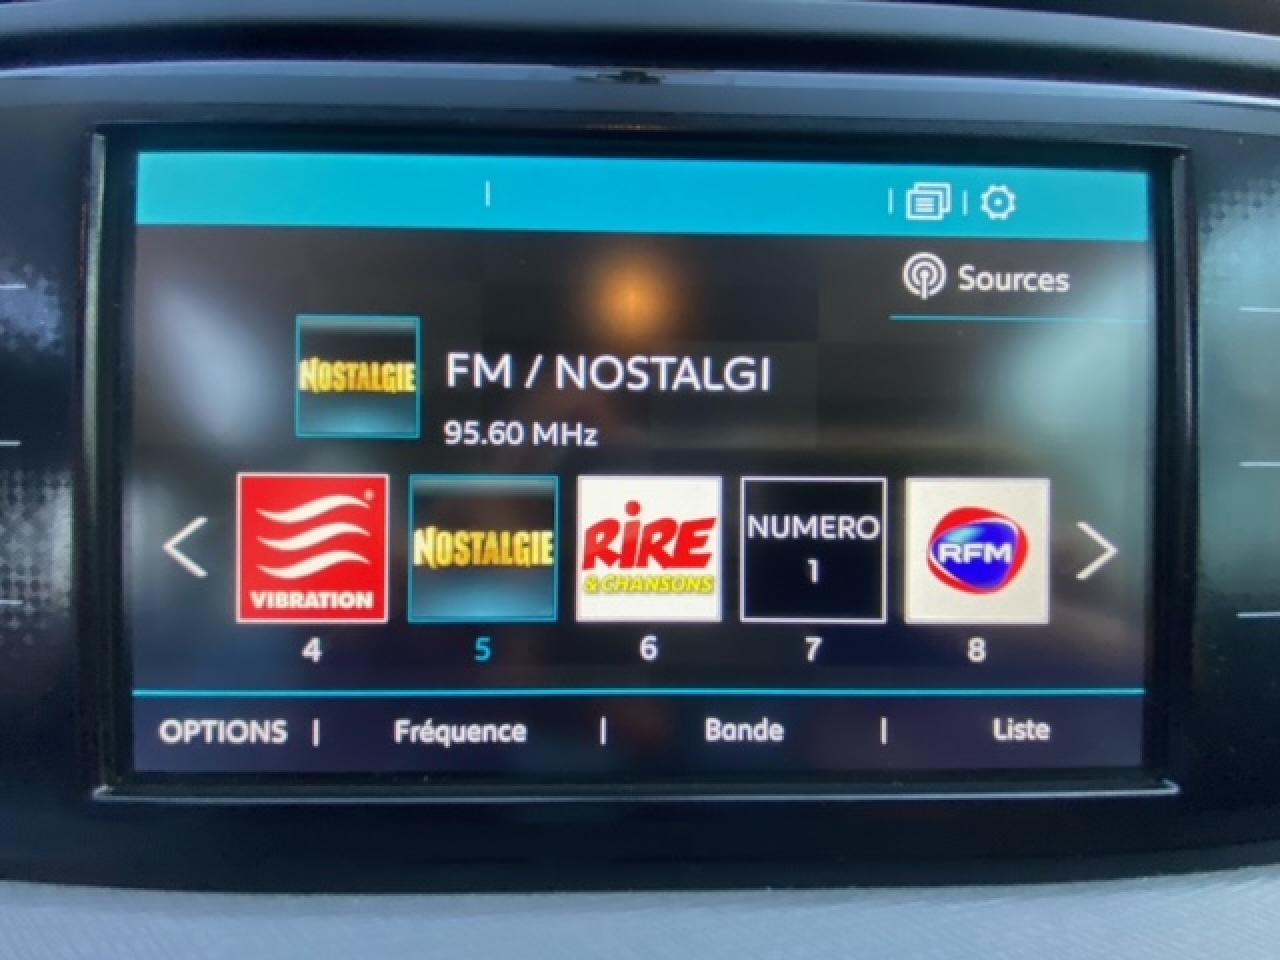 Sources
NOSTALGIE
FM / NOSTALGI
95.60 MHz
VIBRATION
NOSTALGIE
RIRE
& CHANSONS
NUMERO
1
RFM
4
5
6
7
8
OPTIONS | Fréquence | Bande | Liste